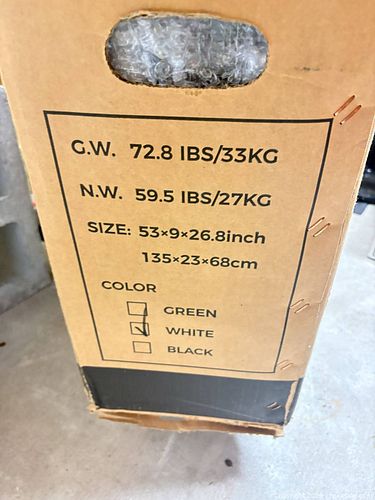 G.W. 72.8 IBS/33KG
N.W. 59.5 IBS/27KG
SIZE: 53×9×26.8inch
135×23×68cm
COLOR
GREEN
WHITE
BLACK